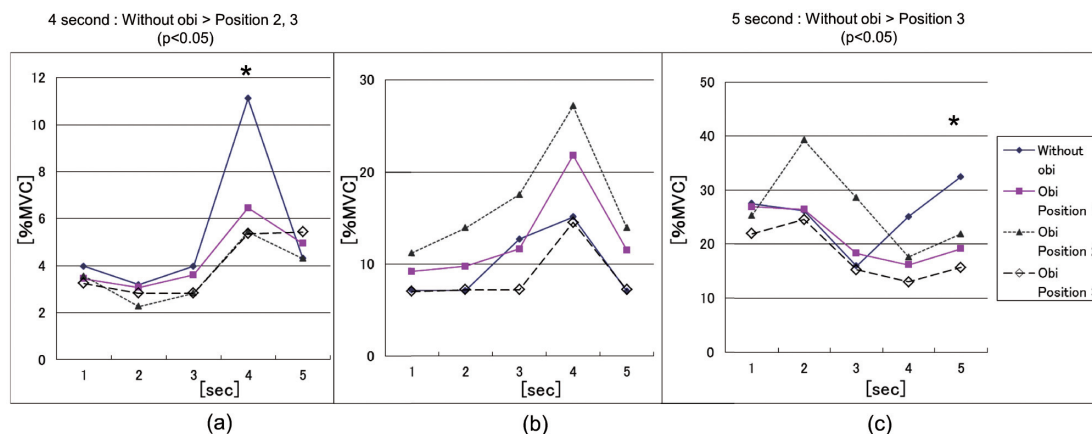 4 second : Without obi > Position 2, 3
(p<0.05)
5 second : Without obi > Position 3
(p<0.05)
12
10
8
6
4
2
0
[%MVC]
*
1 2 3 4 5
[sec]
(a)
30
20
10
0
[%MVC]
1 2 3 4 5
[sec]
(b)
50
40
30
20
10
0
[%MVC]
*
1 2 3 4 5
[sec]
(c)
Without
obi
Obi
Position
Obi
Position
Obi
Position